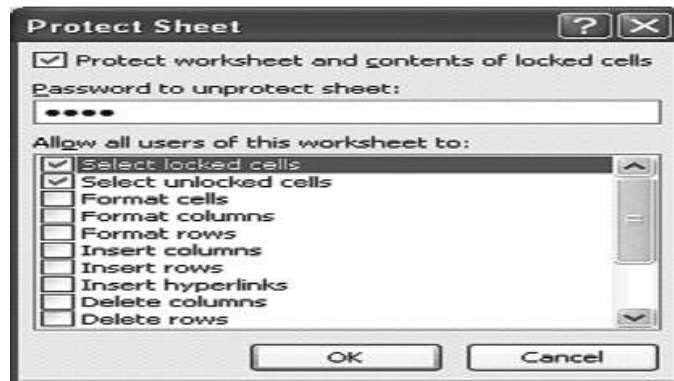 Protect Sheet
Protect worksheet and contents of locked cells
Password to unprotect sheet:
Allow all users of this worksheet to:
Select locked cells
Select unlocked cells
Format cells
Format columns
Format rows
Insert columns
Insert rows
Insert hyperlinks
Delete columns
Delete rows
OK Cancel